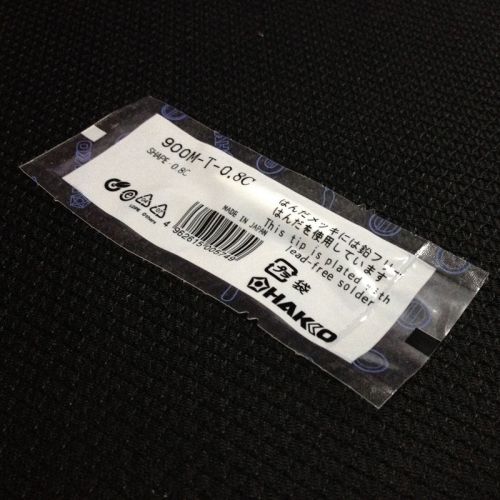 900M-T-0.8C
SHAPE 0.8C
MADE IN JAPAN
はんだメッキには鉛フリー
はんだを使用しています。
This tip is plated with
lead-free solder
袋
HAKKO